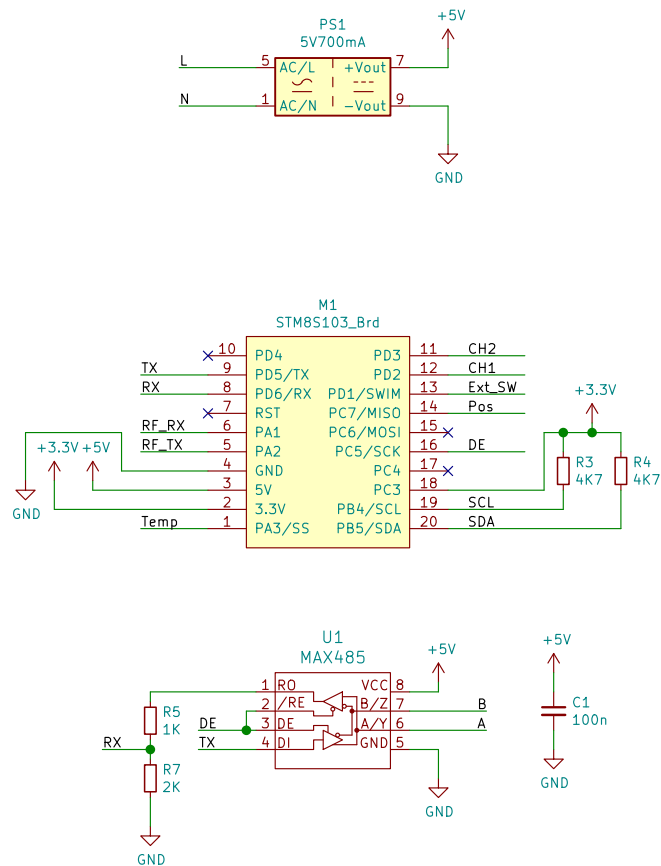 PS1
5V700mA
+5V
L 5 AC/L +Vout 7
N 1 AC/N −Vout 9
GND
M1
STM8S103_Brd
10 PD4 PD3 11 CH2
TX 9 PD5/TX PD2 12 CH1
RX 8 PD6/RX PD1/SWIM 13 Ext_SW
7 RST PC7/MISO 14 Pos
RF_RX 6 PA1 PC6/MOSI 15
RF_TX 5 PA2 PC5/SCK 16 DE
4 GND PC4 17
3 5V PC3 18
2 3.3V PB4/SCL 19 SCL
Temp 1 PA3/SS PB5/SDA 20 SDA
+3.3V
+5V
GND
+3.3V
R3
4K7
R4
4K7
U1
MAX485
+5V
1 RO VCC 8
2 /RE B/Z 7 B
DE 3 DE A/Y 6 A
TX 4 DI GND 5
R5
1K
RX
R7
2K
GND
GND
+5V
C1
100n
GND